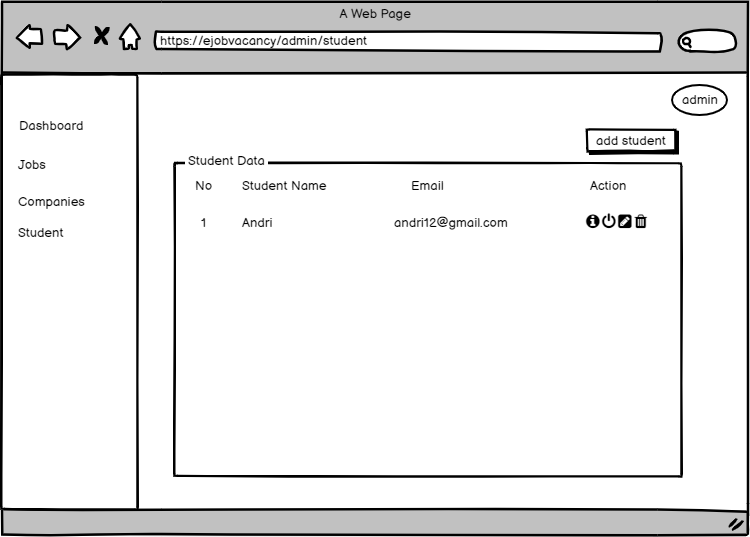 A Web Page
https://ejobvacancy/admin/student
admin
Dashboard
add student
Jobs
Student Data
No Student Name Email Action
Companies
1 Andri andri12@gmail.com
Student